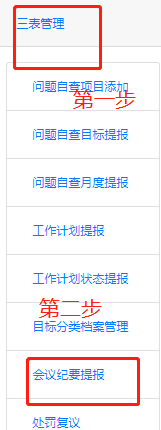 三表管理
问题自查项目添加
第一步
问题自查目标提报
问题自查月度提报
工作计划提报
工作计划状态提报
第二步
目标分类档案管理
会议纪要提报
处罚复议